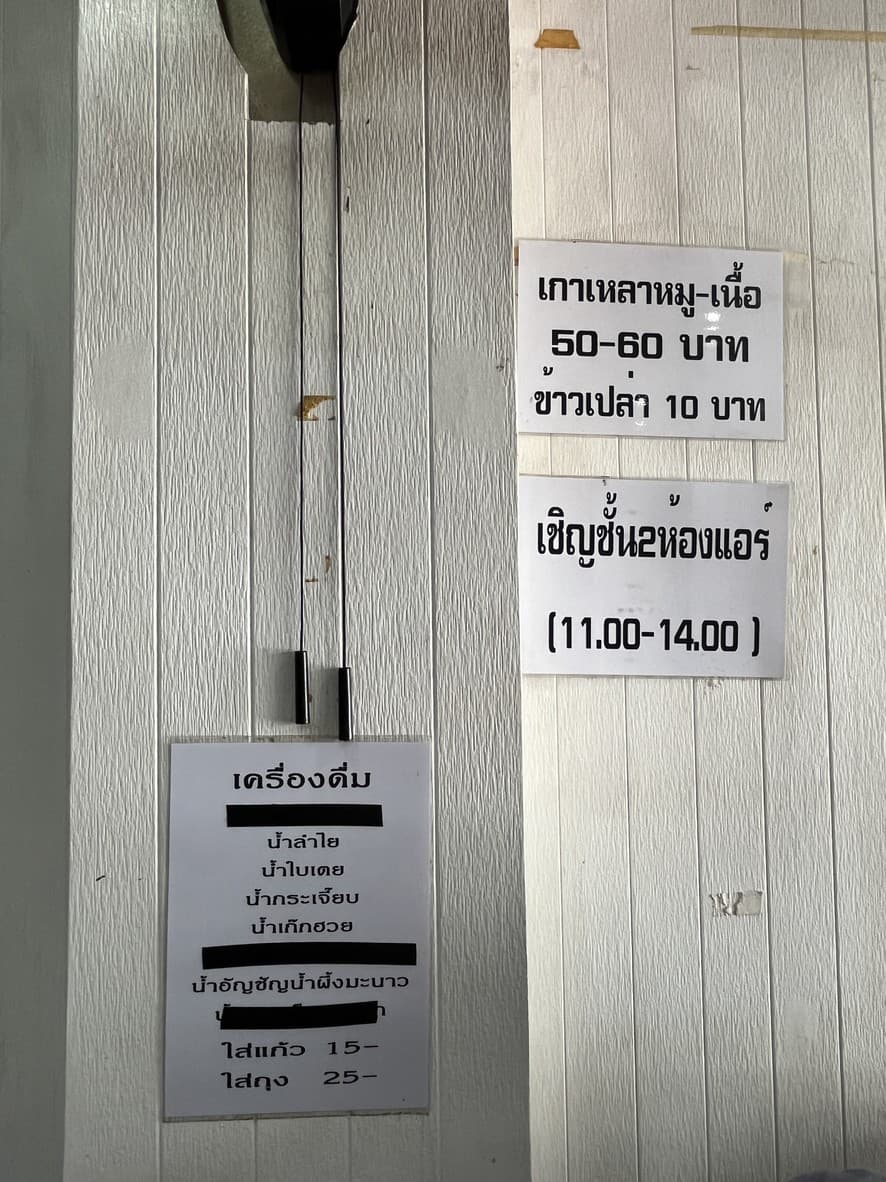 เกาเหลาหมู-เนื้อ
50-60 บาท
ข้าวเปล่า 10 บาท
เชิญชั้น2ห้องแอร์
(11.00-14.00 )
เครื่องดื่ม
น้ำลำไย
น้ำใบเตย
น้ำกระเจี๊ยบ
น้ำเก๊กฮวย
น้ำอัญชัญน้ำผึ้งมะนาว
ใส่แก้ว 15-
ใส่ถุง 25-